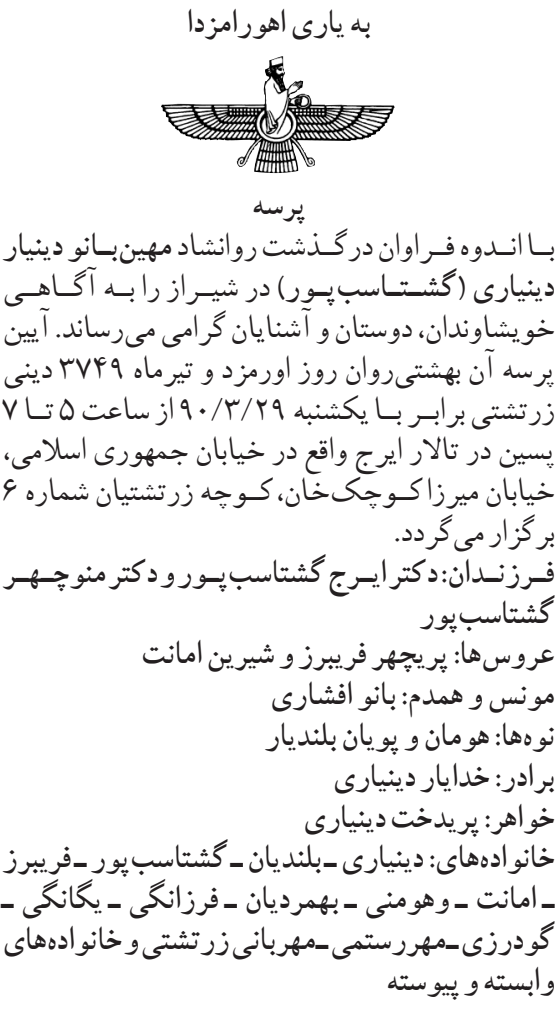 به یاری اهورامزدا
پرسه
با اندوه فراوان درگذشت روانشاد مهین‌بانو دینیار
دینیاری (گشتاسب‌پور) در شیراز را به آگاهی
خویشاوندان، دوستان و آشنایان گرامی می‌رساند. آیین
پرسه آن بهشتی‌روان روز اورمزد و تیرماه ۳۷۴۹ دینی
زرتشتی برابر با یکشنبه ۹۰/۳/۲۹ از ساعت ۵ تا ۷
پسین در تالار ایرج واقع در خیابان جمهوری اسلامی،
خیابان میرزا کوچک‌خان، کوچه زرتشتیان شماره ۶
برگزار می‌گردد.
فرزندان: دکتر ایرج گشتاسب‌پور و دکتر منوچهر
گشتاسب‌پور
عروس‌ها: پریچهر فریبرز و شیرین امانت
مونس و همدم: بانو افشاری
نوه‌ها: هومان و پویان بلندیار
برادر: خدایار دینیاری
خواهر: پریدخت دینیاری
خانواده‌های: دینیاری ـ بلندیان ـ گشتاسب‌پور ـ فریبرز
ـ امانت ـ وهومنی ـ بهمردیان ـ فرزانگی ـ یگانگی ـ
گودرزی ـ مهررستمی ـ مهربانی زرتشتی و خانواده‌های
وابسته و پیوسته